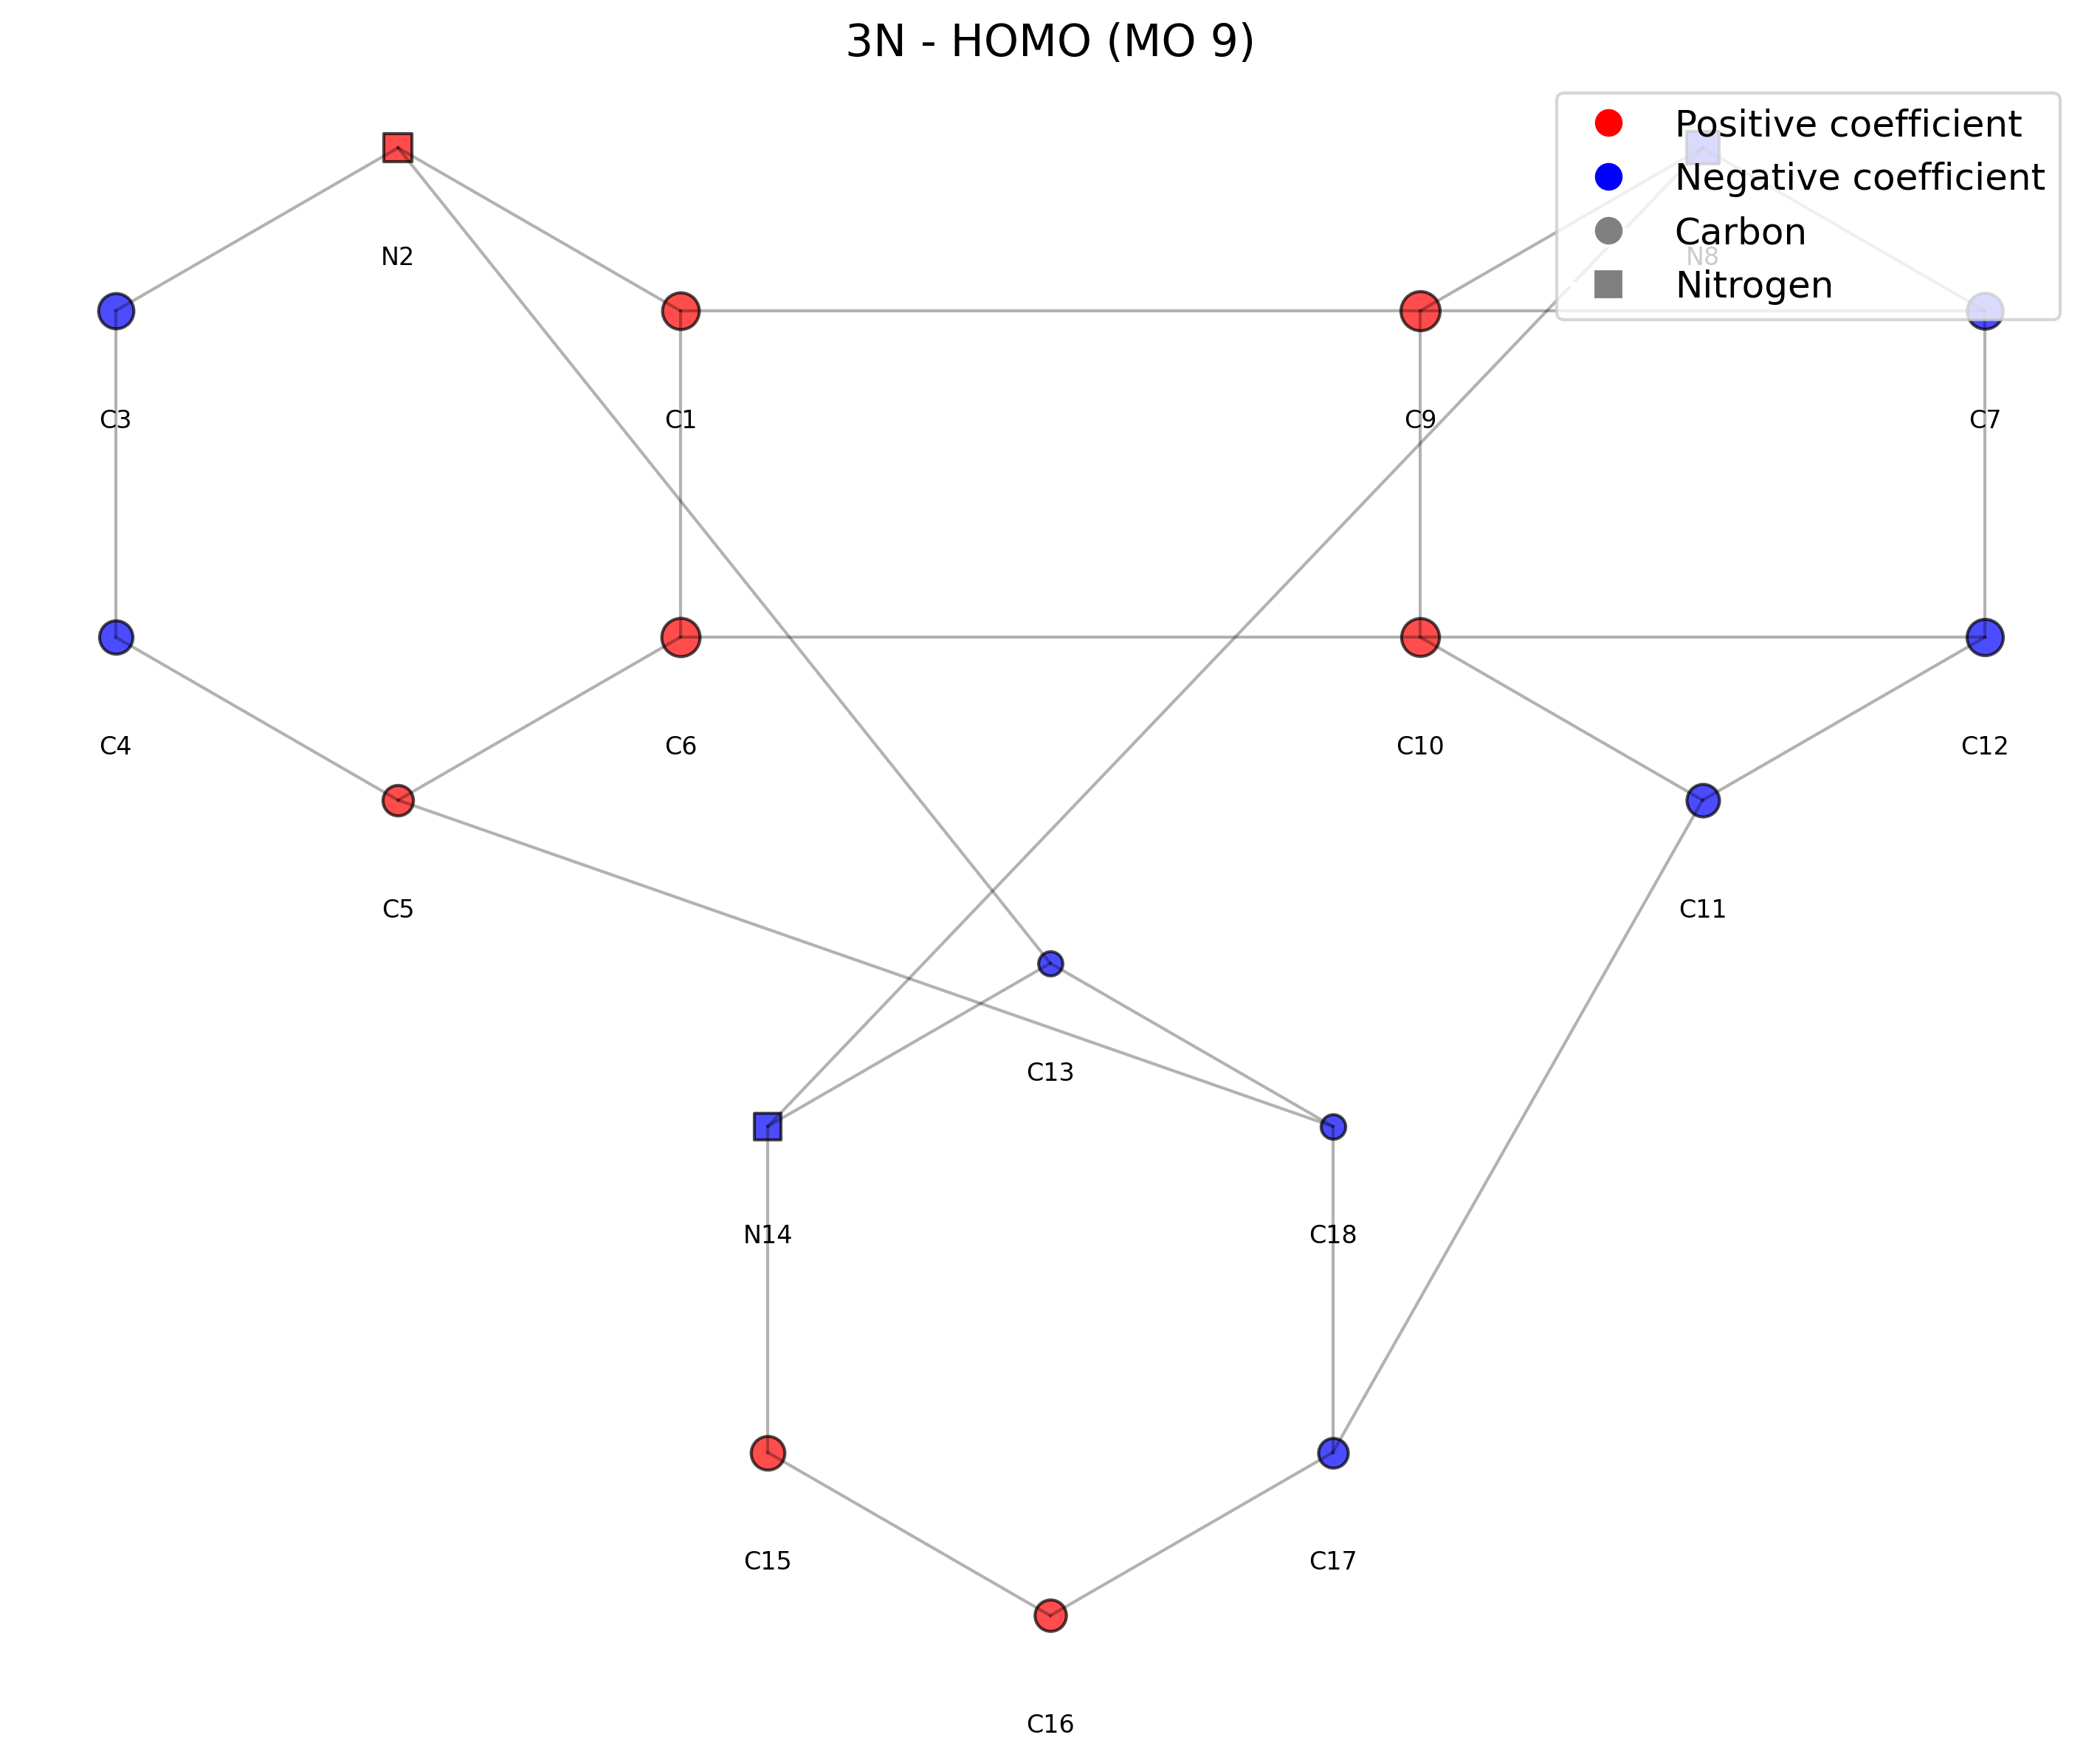 3N - HOMO (MO 9)
Positive coefficient
Negative coefficient
Carbon
Nitrogen
N2
N8
C3
C1
C9
C7
C4
C6
C10
C12
C5
C11
C13
N14
C18
C15
C17
C16